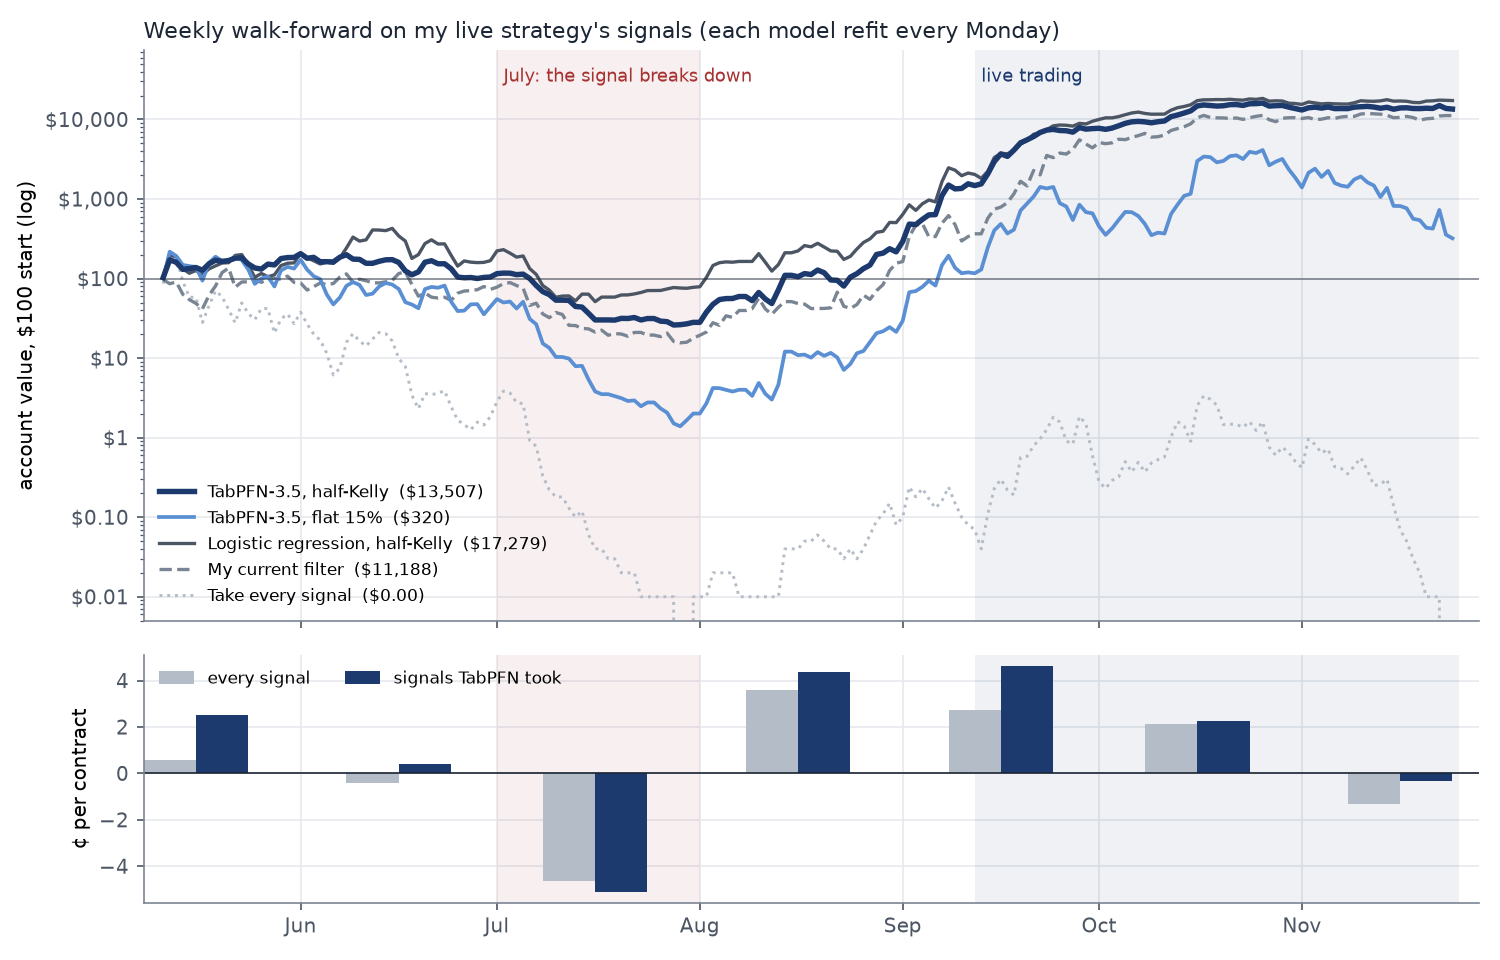 Weekly walk-forward on my live strategy's signals (each model refit every Monday)
July: the signal breaks down
live trading
account value, $100 start (log)
$10,000
$1,000
$100
$10
$1
$0.10
$0.01
TabPFN-3.5, half-Kelly ($13,507)
TabPFN-3.5, flat 15% ($320)
Logistic regression, half-Kelly ($17,279)
My current filter ($11,188)
Take every signal ($0.00)
every signal
signals TabPFN took
¢ per contract
4
2
0
−2
−4
Jun
Jul
Aug
Sep
Oct
Nov